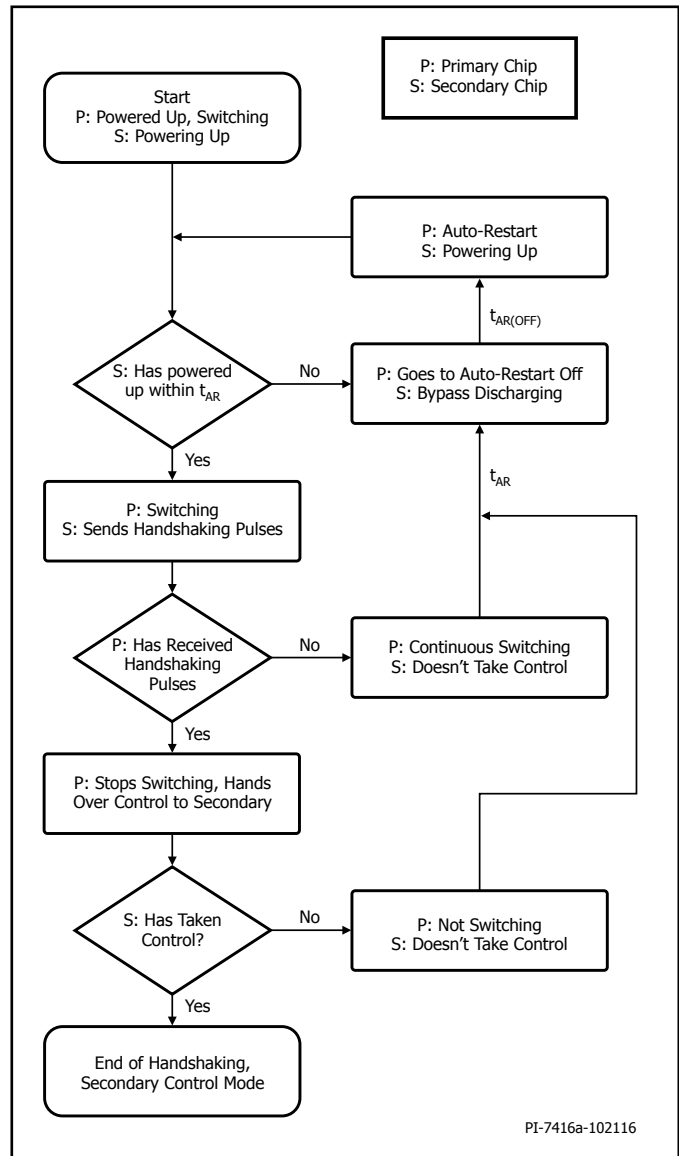 P: Primary Chip
S: Secondary Chip
Start
P: Powered Up, Switching
S: Powering Up
P: Auto-Restart
S: Powering Up
tAR(OFF)
S: Has powered
up within tAR
No
P: Goes to Auto-Restart Off
S: Bypass Discharging
Yes
tAR
P: Switching
S: Sends Handshaking Pulses
P: Has Received
Handshaking
Pulses
No
P: Continuous Switching
S: Doesn't Take Control
Yes
P: Stops Switching, Hands
Over Control to Secondary
S: Has Taken
Control?
No
P: Not Switching
S: Doesn't Take Control
Yes
End of Handshaking,
Secondary Control Mode
PI-7416a-102116